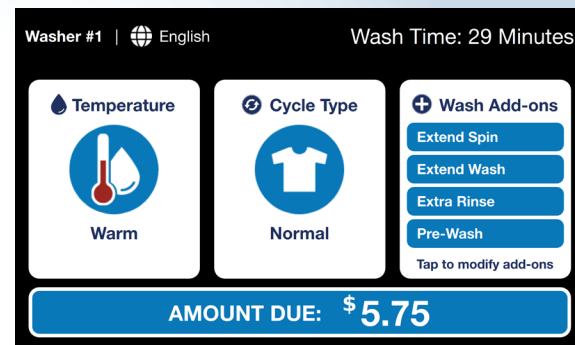 Washer #1 | English
Wash Time: 29 Minutes
Temperature
Warm
Cycle Type
Normal
Wash Add-ons
Extend Spin
Extend Wash
Extra Rinse
Pre-Wash
Tap to modify add-ons
AMOUNT DUE: $5.75